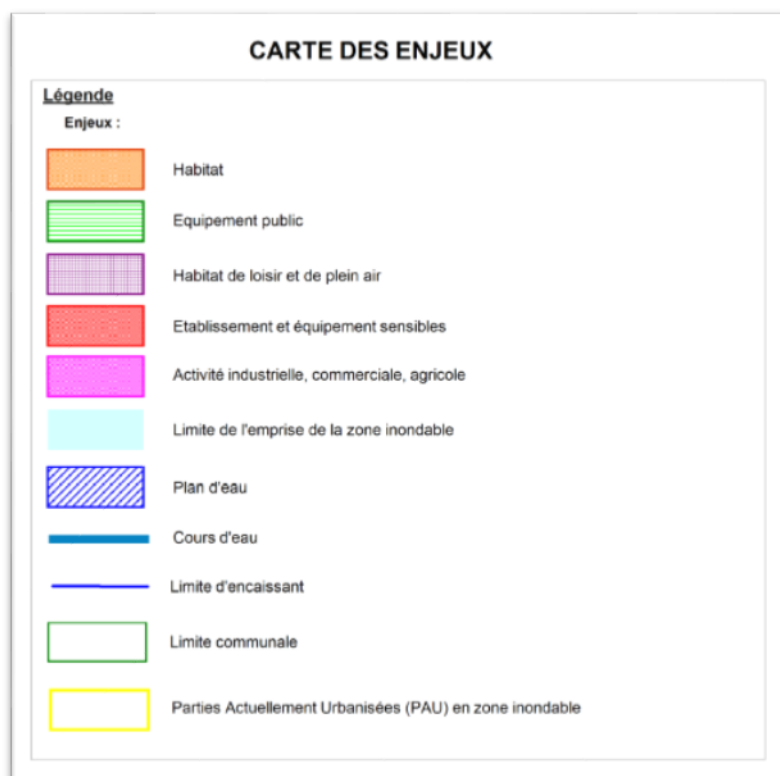 CARTE DES ENJEUX
Légende
Enjeux :
Habitat
Equipement public
Habitat de loisir et de plein air
Etablissement et équipement sensibles
Activité industrielle, commerciale, agricole
Limite de l'emprise de la zone inondable
Plan d'eau
Cours d'eau
Limite d'encaissant
Limite communale
Parties Actuellement Urbanisées (PAU) en zone inondable